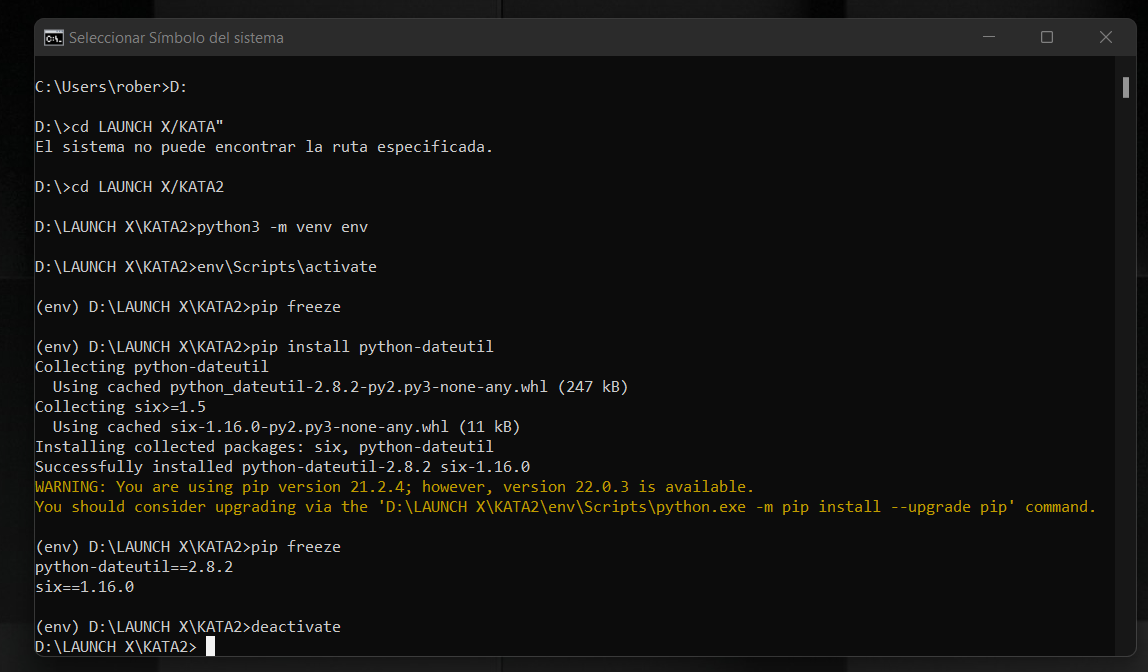 Seleccionar Símbolo del sistema
C:\Users\rober>D:
D:\>cd LAUNCH X/KATA"
El sistema no puede encontrar la ruta especificada.
D:\>cd LAUNCH X/KATA2
D:\LAUNCH X\KATA2>python3 -m venv env
D:\LAUNCH X\KATA2>env\Scripts\activate
(env) D:\LAUNCH X\KATA2>pip freeze
(env) D:\LAUNCH X\KATA2>pip install python-dateutil
Collecting python-dateutil
  Using cached python_dateutil-2.8.2-py2.py3-none-any.whl (247 kB)
Collecting six>=1.5
  Using cached six-1.16.0-py2.py3-none-any.whl (11 kB)
Installing collected packages: six, python-dateutil
Successfully installed python-dateutil-2.8.2 six-1.16.0
WARNING: You are using pip version 21.2.4; however, version 22.0.3 is available.
You should consider upgrading via the 'D:\LAUNCH X\KATA2\env\Scripts\python.exe -m pip install --upgrade pip' command.
(env) D:\LAUNCH X\KATA2>pip freeze
python-dateutil==2.8.2
six==1.16.0
(env) D:\LAUNCH X\KATA2>deactivate
D:\LAUNCH X\KATA2>